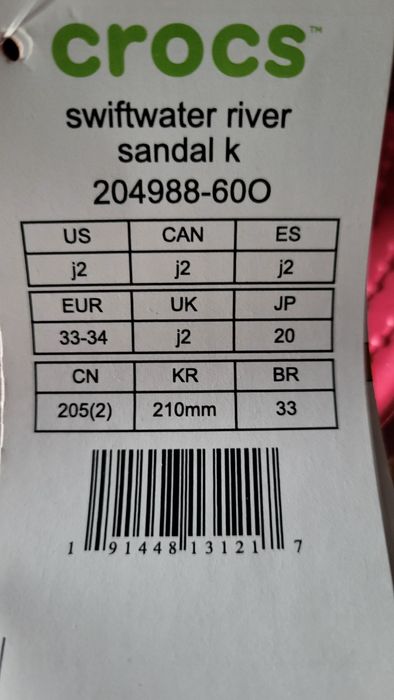 crocs™
swiftwater river
sandal k
204988-60O
US CAN ES
j2 j2 j2
EUR UK JP
33-34 j2 20
CN KR BR
205(2) 210mm 33
1 91448 13121 7